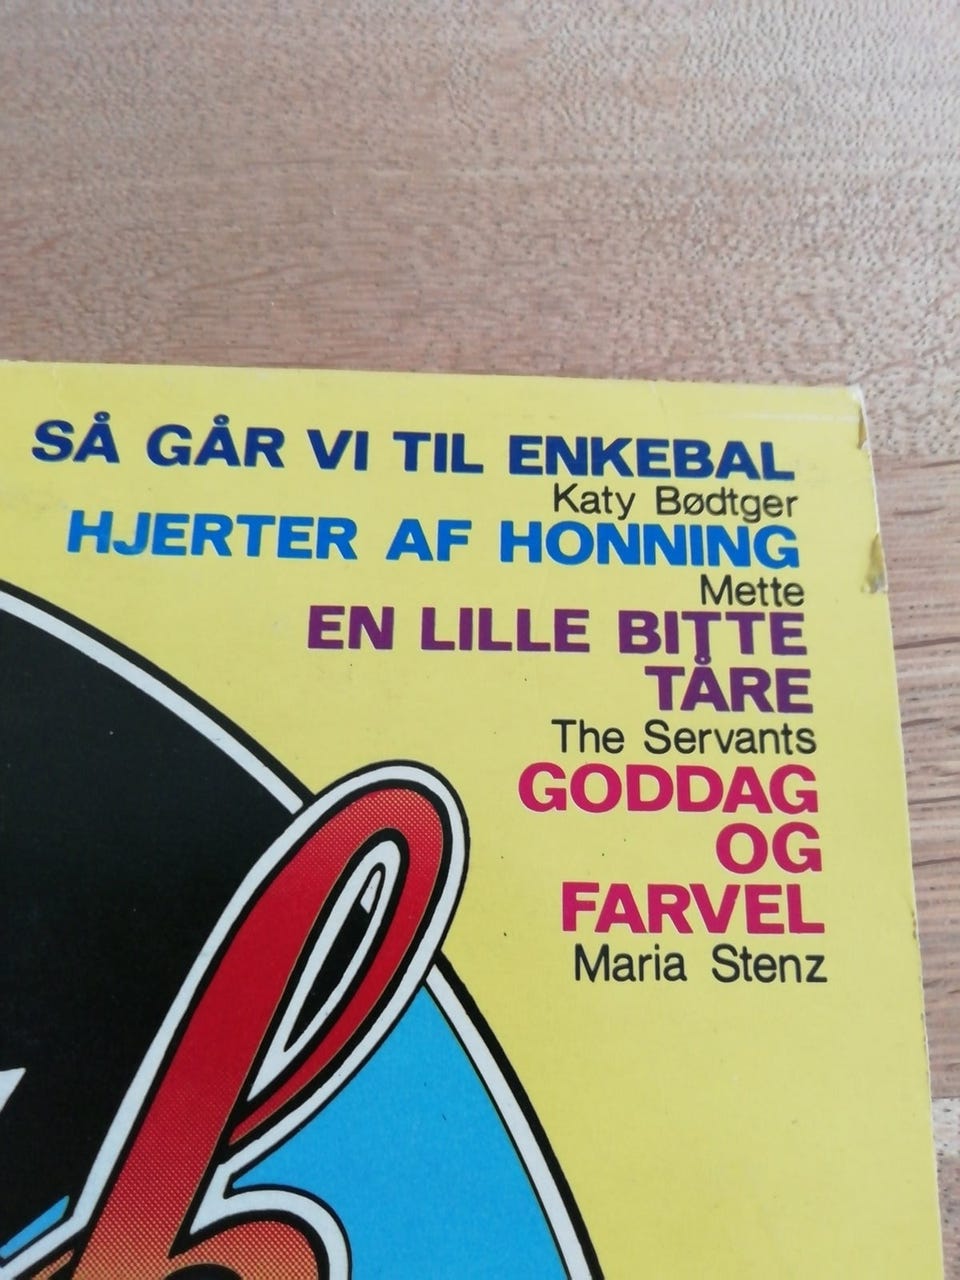 SÅ GÅR VI TIL ENKEBAL
Katy Bødtger
HJERTER AF HONNING
Mette
EN LILLE BITTE
TÅRE
The Servants
GODDAG
OG
FARVEL
Maria Stenz